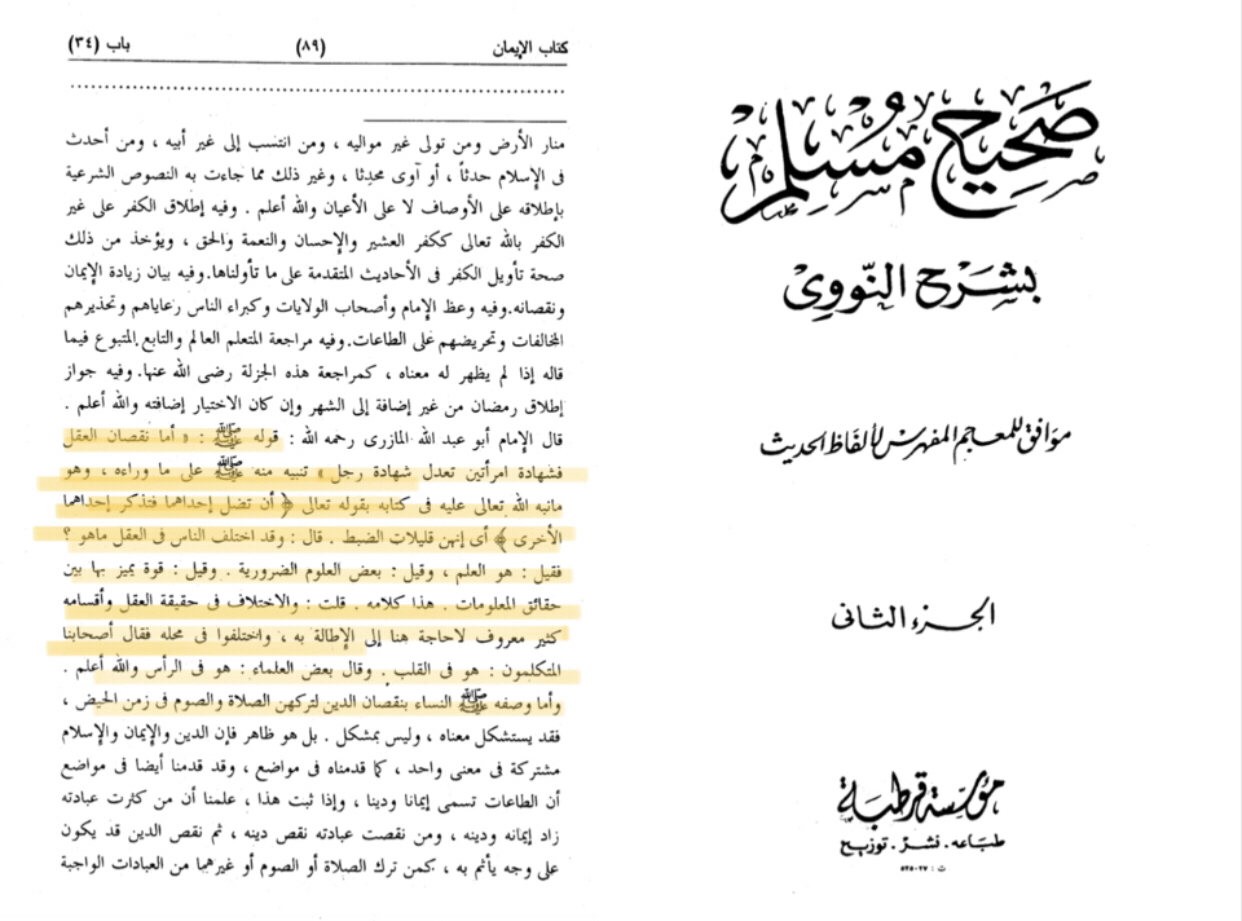 كتاب الإيمان (٨٩) باب (٣٤)
منار الأرض ومن تولى غير مواليه ، ومن انتسب إلى غير أبيه ، ومن أحدث
فى الإسلام حدثاً ، أو آوى محدِثا ، وغير ذلك مما جاءت به النصوص الشرعية
بإطلاقه على الأوصاف لا على الأعيان والله أعلم . وفيه إطلاق الكفر على غير
الكفر بالله تعالى ككفر العشير والإحسان والنعمة والحق ، ويؤخذ من ذلك
صحة تأويل الكفر فى الأحاديث المتقدمة على ما تأولناها.وفيه بيان زيادة الإيمان
ونقصانه.وفيه وعظ الإمام وأصحاب الولايات وكبراء الناس رعاياهم وتحذيرهم
المخالفات وتحريضهم على الطاعات.وفيه مراجعة المتعلم العالم والتابع المتبوع فيما
قاله إذا لم يظهر له معناه ، كمراجعة هذه الجزلة رضى الله عنها.وفيه جواز
إطلاق رمضان من غير إضافة إلى الشهر وإن كان الاختيار إضافته والله أعلم .
قال الإمام أبو عبد الله المازرى رحمه الله : قوله ﷺ : « أما نقصان العقل
فشهادة امرأتين تعدل شهادة رجل » تنبيه منه ﷺ على ما وراءه ، وهو
مانبه الله تعالى عليه فى كتابه بقوله تعالى ﴿ أن تضل إحداهما فتذكر إحداهما
الأخرى ﴾ أى إنهن قليلات الضبط . قال : وقد اختلف الناس فى العقل ماهو ؟
فقيل : هو العلم ، وقيل : بعض العلوم الضرورية . وقيل : قوة يميز بها بين
حقائق المعلومات . هذا كلامه . قلت : والاختلاف فى حقيقة العقل وأقسامه
كثير معروف لاحاجة هنا إلى الإطالة به ، واختلفوا فى محله فقال أصحابنا
المتكلمون : هو فى القلب . وقال بعض العلماء : هو فى الرأس والله أعلم .
وأما وصفه ﷺ النساء بنقصان الدين لتركهن الصلاة والصوم فى زمن الحيض ،
فقد يستشكل معناه ، وليس بمشكل . بل هو ظاهر فإن الدين والإيمان والإسلام
مشتركة فى معنى واحد ، كما قدمناه فى مواضع ، وقد قدمنا أيضا فى مواضع
أن الطاعات تسمى إيمانا ودينا ، وإذا ثبت هذا ، علمنا أن من كثرت عبادته
زاد إيمانه ودينه ، ومن نقصت عبادته نقص دينه ، ثم نقص الدين قد يكون
على وجه يأثم به ، كمن ترك الصلاة أو الصوم أو غيرهما من العبادات الواجبة
صَحِيح مُسْلِم
بشَرْح النّووى
موَافق للمعجم المفهرس لألفَاظ الحديث
الجزء الثانى
مؤسّسة قرطبَة
طبَاعه . نشر . توزيع